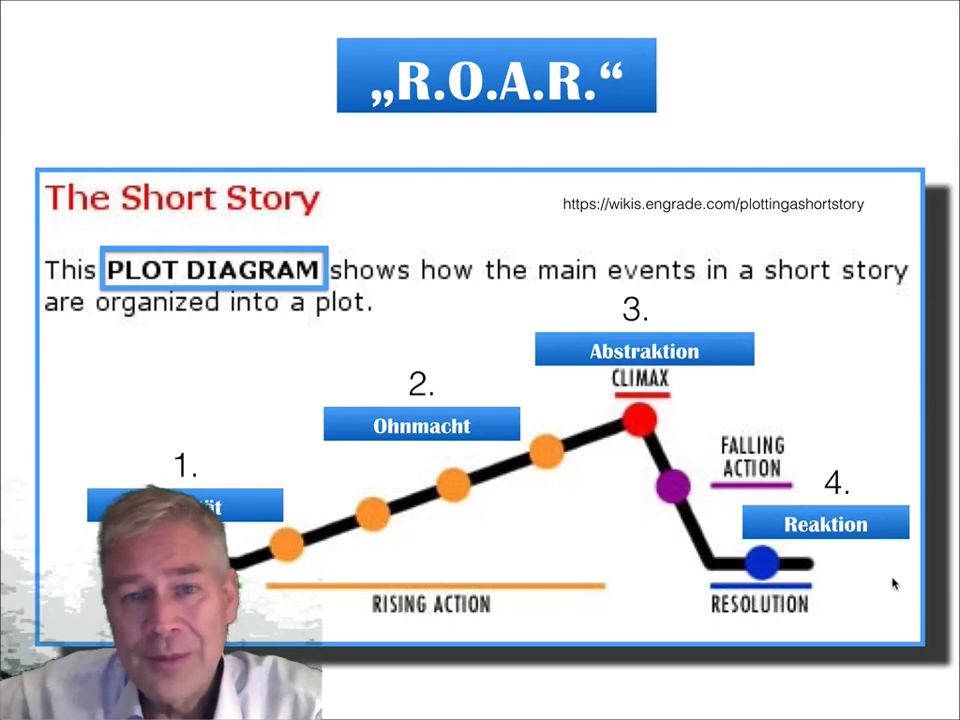 „R.O.A.R.“
The Short Story
https://wikis.engrade.com/plottingashortstory
This PLOT DIAGRAM shows how the main events in a short story
are organized into a plot.
3.
Abstraktion
CLIMAX
2.
Ohnmacht
FALLING
ACTION
1.
4.
Reaktion
RISING ACTION
RESOLUTION